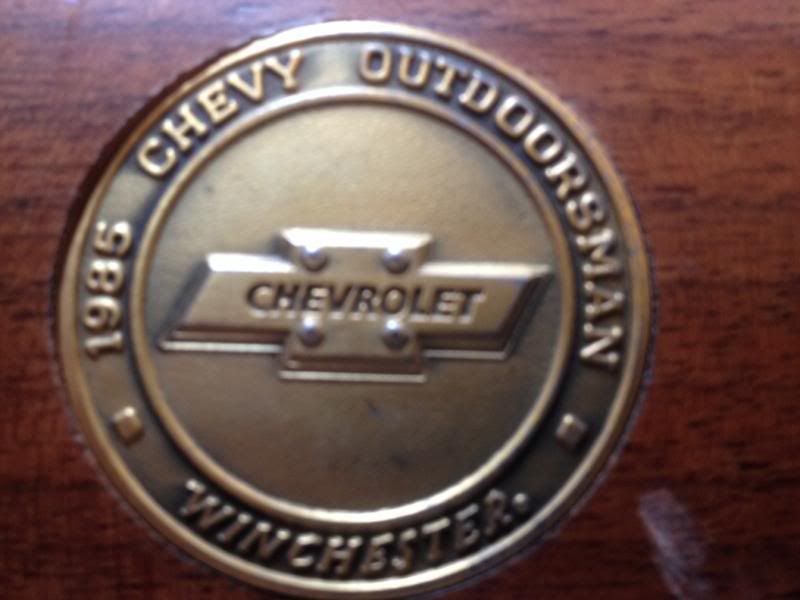 1985 CHEVY OUTDOORSMAN
CHEVROLET
WINCHESTER.